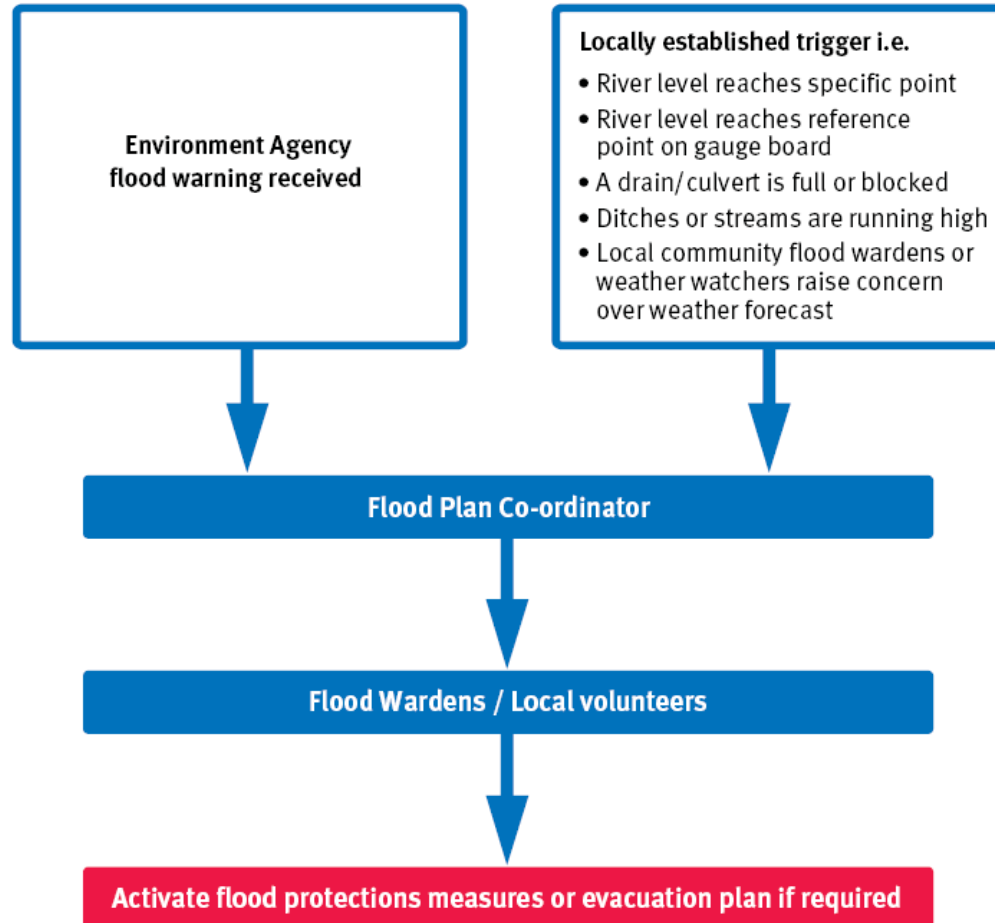 Environment Agency
flood warning received
Locally established trigger i.e.
• River level reaches specific point
• River level reaches reference
point on gauge board
• A drain/culvert is full or blocked
• Ditches or streams are running high
• Local community flood wardens or
weather watchers raise concern
over weather forecast
Flood Plan Co-ordinator
Flood Wardens / Local volunteers
Activate flood protections measures or evacuation plan if required